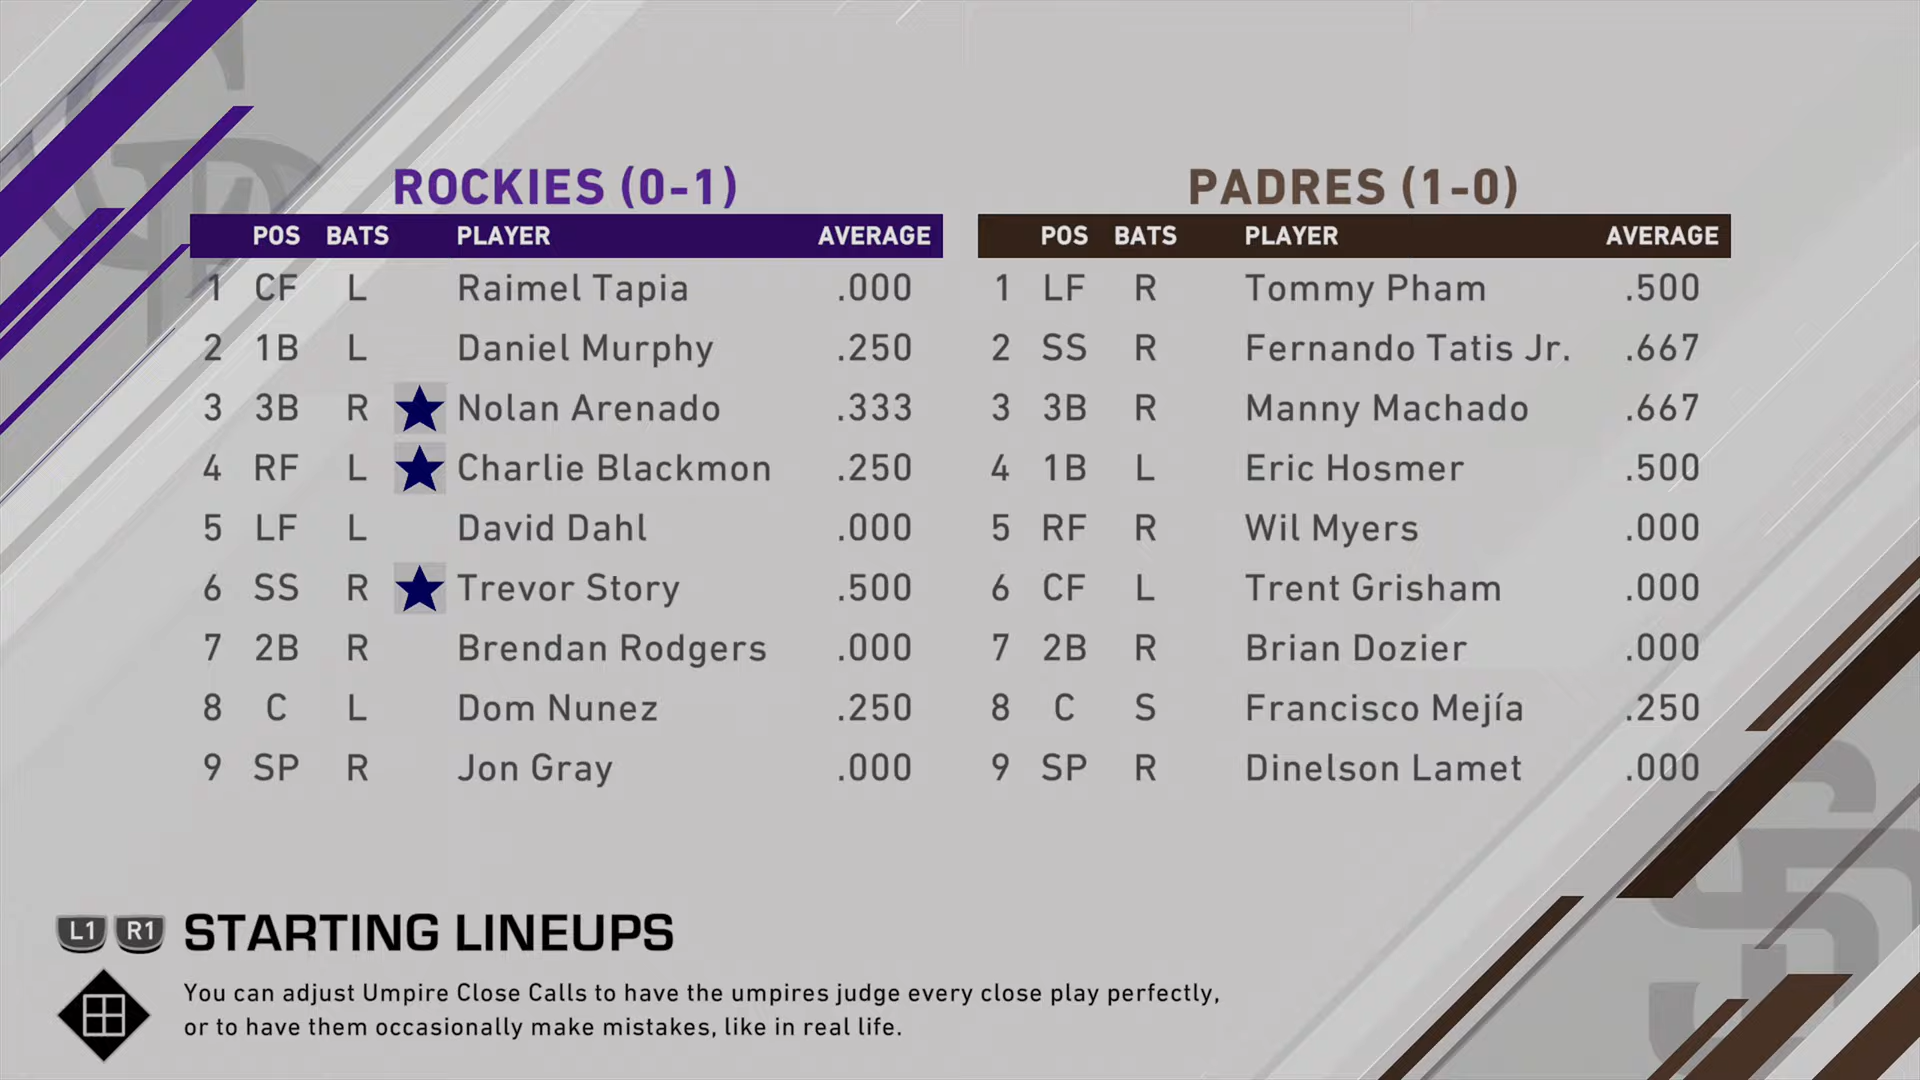 ROCKIES (0-1)
POS BATS PLAYER AVERAGE
1 CF L Raimel Tapia .000
2 1B L Daniel Murphy .250
3 3B R Nolan Arenado .333
4 RF L Charlie Blackmon .250
5 LF L David Dahl .000
6 SS R Trevor Story .500
7 2B R Brendan Rodgers .000
8 C L Dom Nunez .250
9 SP R Jon Gray .000
PADRES (1-0)
POS BATS PLAYER AVERAGE
1 LF R Tommy Pham .500
2 SS R Fernando Tatis Jr. .667
3 3B R Manny Machado .667
4 1B L Eric Hosmer .500
5 RF R Wil Myers .000
6 CF L Trent Grisham .000
7 2B R Brian Dozier .000
8 C S Francisco Mejía .250
9 SP R Dinelson Lamet .000
L1 R1 STARTING LINEUPS
You can adjust Umpire Close Calls to have the umpires judge every close play perfectly,
or to have them occasionally make mistakes, like in real life.